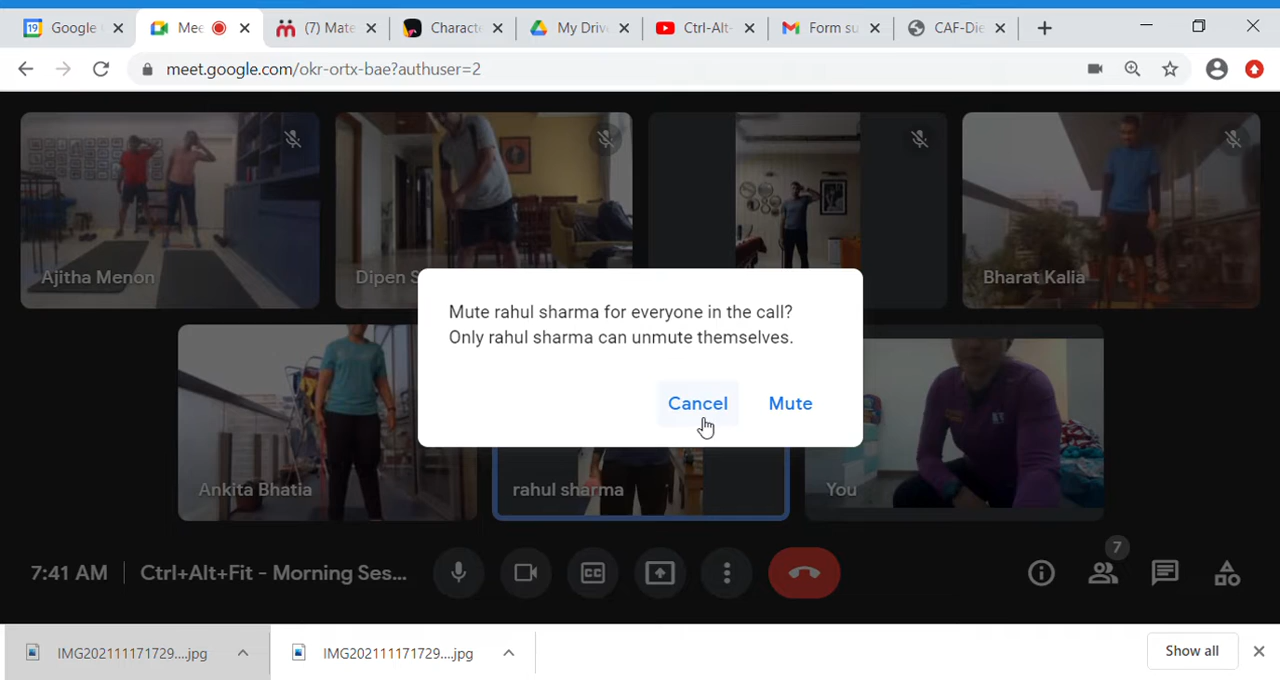 19 Google
Mee
(7) Mate
Characte
My Driv
Ctrl-Alt-
Form su
CAF-Die
meet.google.com/okr-ortx-bae?authuser=2
Ajitha Menon
Dipen S
Bharat Kalia
Mute rahul sharma for everyone in the call?
Only rahul sharma can unmute themselves.
Cancel
Mute
Ankita Bhatia
rahul sharma
You
7:41 AM
Ctrl+Alt+Fit - Morning Ses...
CC
7
IMG202111171729....jpg
IMG202111171729....jpg
Show all